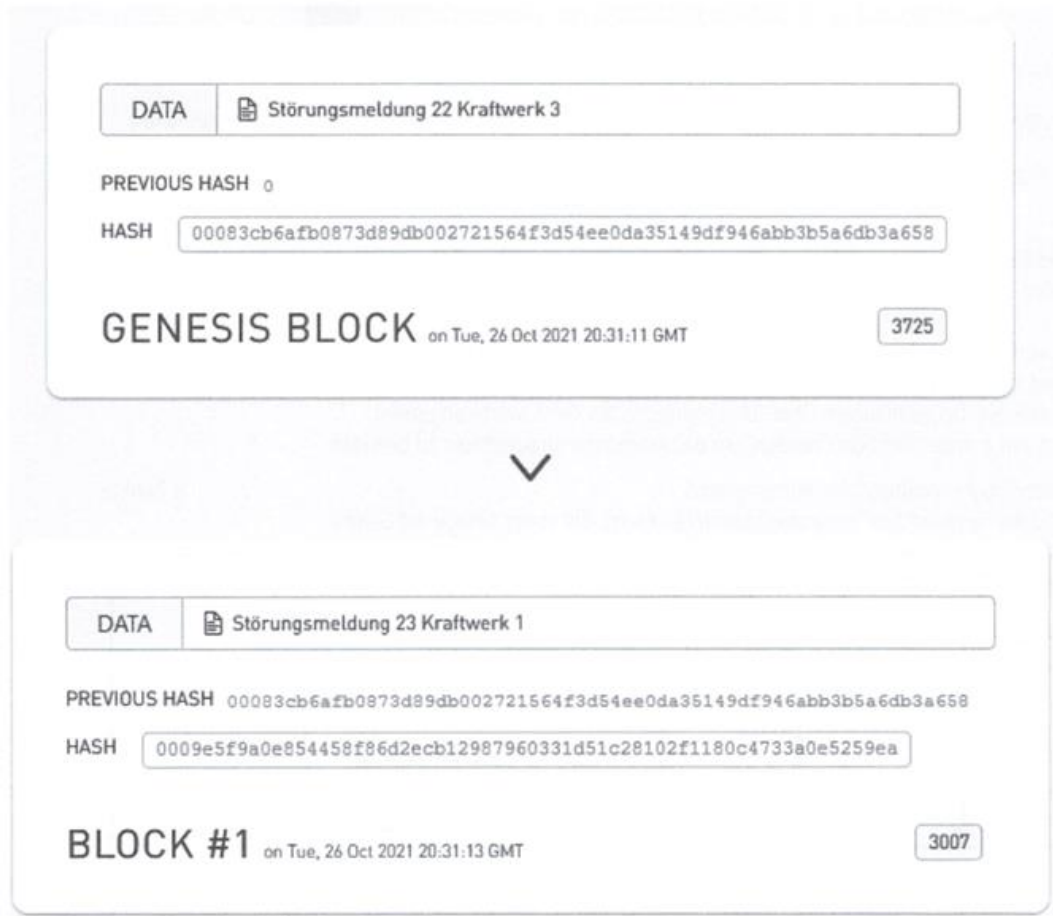 DATA Störungsmeldung 22 Kraftwerk 3
PREVIOUS HASH 0
HASH 00083cb6afb0873d89db002721564f3d54ee0da35149df946abb3b5a6db3a658
GENESIS BLOCK on Tue, 26 Oct 2021 20:31:11 GMT 3725
DATA Störungsmeldung 23 Kraftwerk 1
PREVIOUS HASH 00083cb6afb0873d89db002721564f3d54ee0da35149df946abb3b5a6db3a658
HASH 0009e5f9a0e854458f86d2ecb12987960331d51c28102f1180c4733a0e5259ea
BLOCK #1 on Tue, 26 Oct 2021 20:31:13 GMT 3007